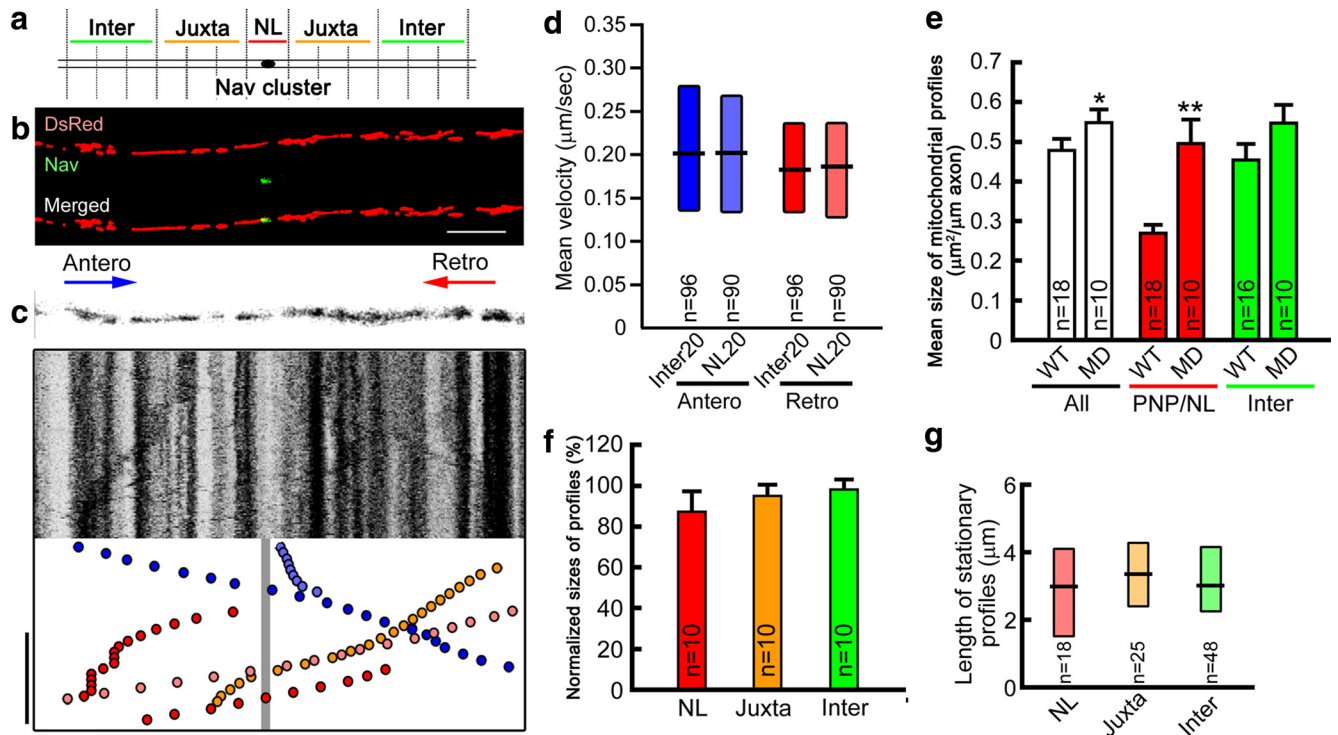 a
Inter Juxta NL Juxta Inter
Nav cluster
b
DsRed
Nav
Merged
Antero Retro
c
d
Mean velocity (μm/sec)
0.35
0.30
0.25
0.20
0.15
0.10
0.05
0
n=96 n=90 n=96 n=90
Inter20 NL20 Inter20 NL20
Antero Retro
e
Mean size of mitochondrial profiles
(μm²/μm axon)
0.6
0.5
0.4
0.3
0.2
0.1
0
* **
n=18 n=10 n=18 n=10 n=16 n=10
WT MD WT MD WT MD
All PNP/NL Inter
f
Normalized sizes of profiles (%)
120
100
80
60
40
20
0
n=10 n=10 n=10
NL Juxta Inter
g
Length of stationary
profiles (μm)
6
4
2
0
n=18 n=25 n=48
NL Juxta Inter